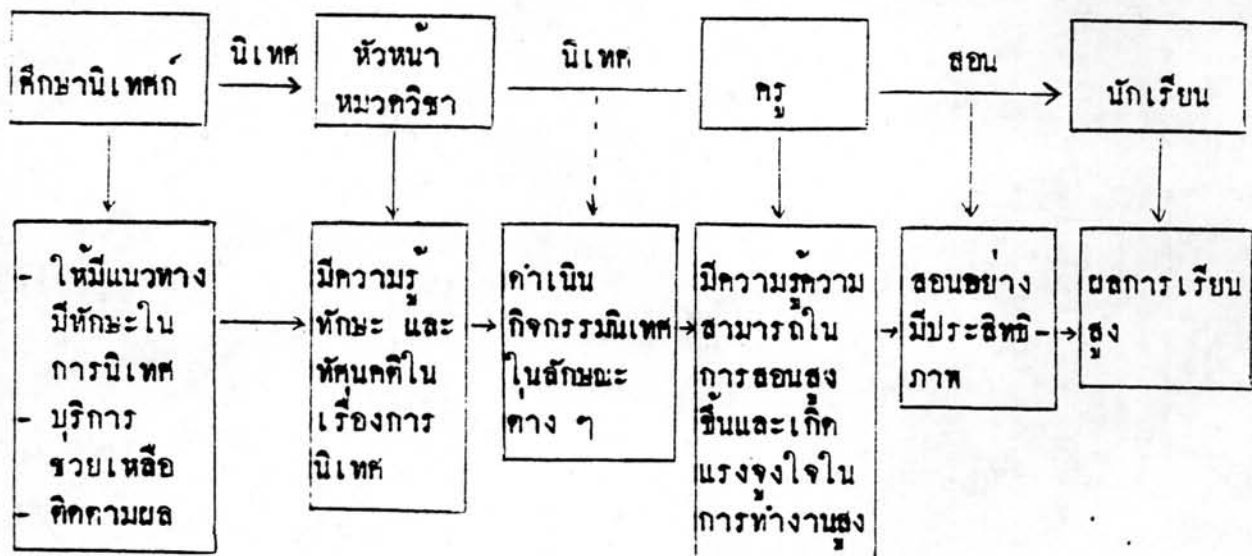 ศึกษานิเทศก์
นิเทศ
หัวหน้า
หมวดวิชา
นิเทศ
ครู
สอน
นักเรียน
- ให้มีแนวทาง
มีทักษะใน
การนิเทศ
- บริการ
ช่วยเหลือ
- ติดตามผล
มีความรู้
ทักษะ และ
ทัศนคติใน
เรื่องการ
นิเทศ
ดำเนิน
กิจกรรมนิเทศ
ในลักษณะ
ต่าง ๆ
มีความรู้ความ
สามารถใน
การสอนสูง
ขึ้นและเกิด
แรงจูงใจใน
การทำงานสูง
สอนอย่าง
มีประสิทธิ-
ภาพ
ผลการเรียน
สูง